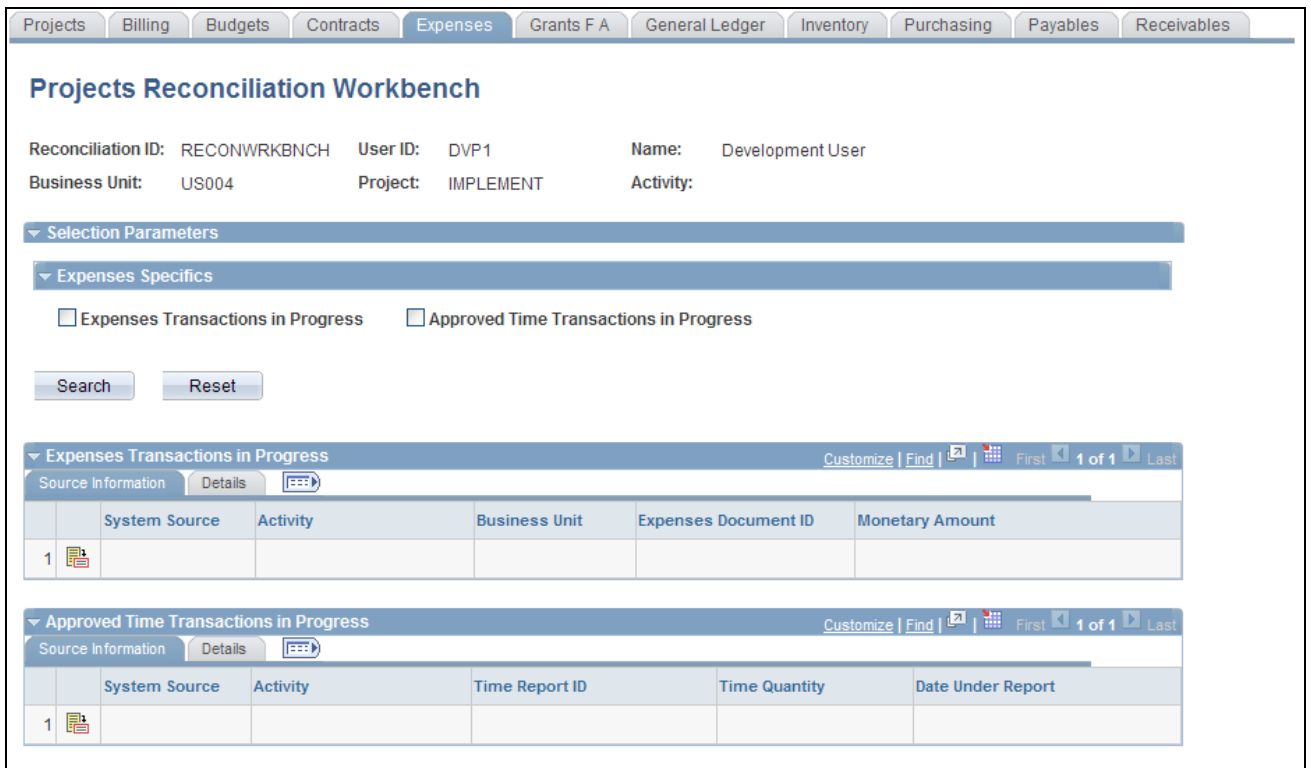 Projects Billing Budgets Contracts Expenses Grants F A General Ledger Inventory Purchasing Payables Receivables
Projects Reconciliation Workbench
Reconciliation ID: RECONWRKBNCH User ID: DVP1 Name: Development User
Business Unit: US004 Project: IMPLEMENT Activity:
Selection Parameters
Expenses Specifics
Expenses Transactions in Progress Approved Time Transactions in Progress
Search Reset
Expenses Transactions in Progress Customize | Find | | First 1 of 1 Last
Source Information Details
System Source Activity Business Unit Expenses Document ID Monetary Amount
1
Approved Time Transactions in Progress Customize | Find | | First 1 of 1 Last
Source Information Details
System Source Activity Time Report ID Time Quantity Date Under Report
1